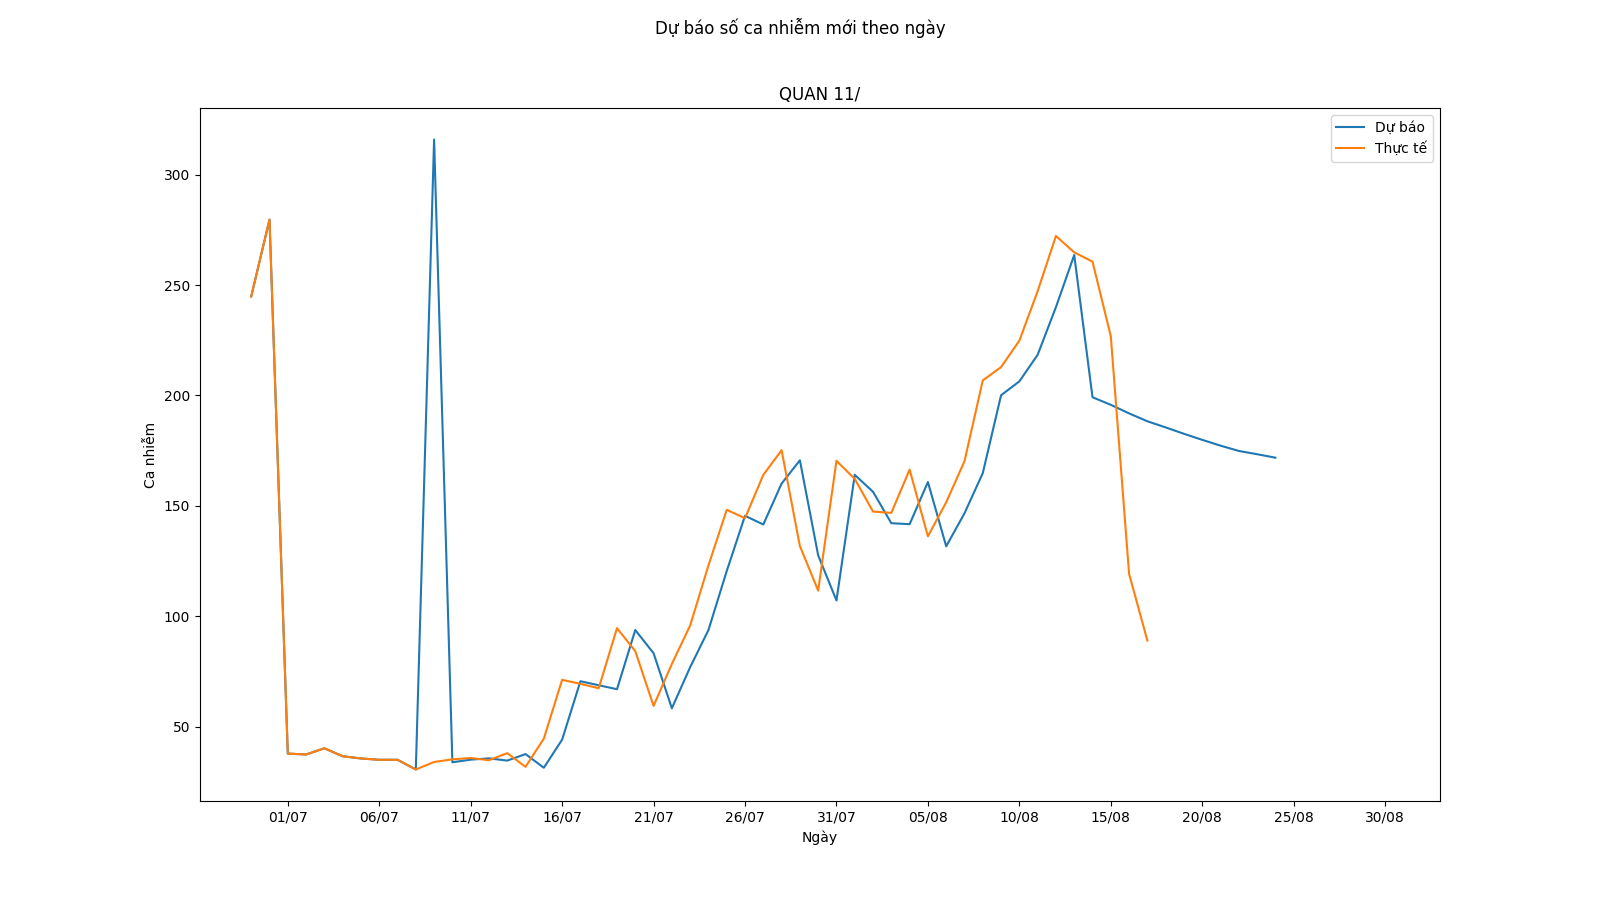 Dự báo số ca nhiễm mới theo ngày
QUAN 11/
Dự báo
Thực tế
300
250
200
150
100
50
Ca nhiễm
01/07 06/07 11/07 16/07 21/07 26/07 31/07 05/08 10/08 15/08 20/08 25/08 30/08
Ngày